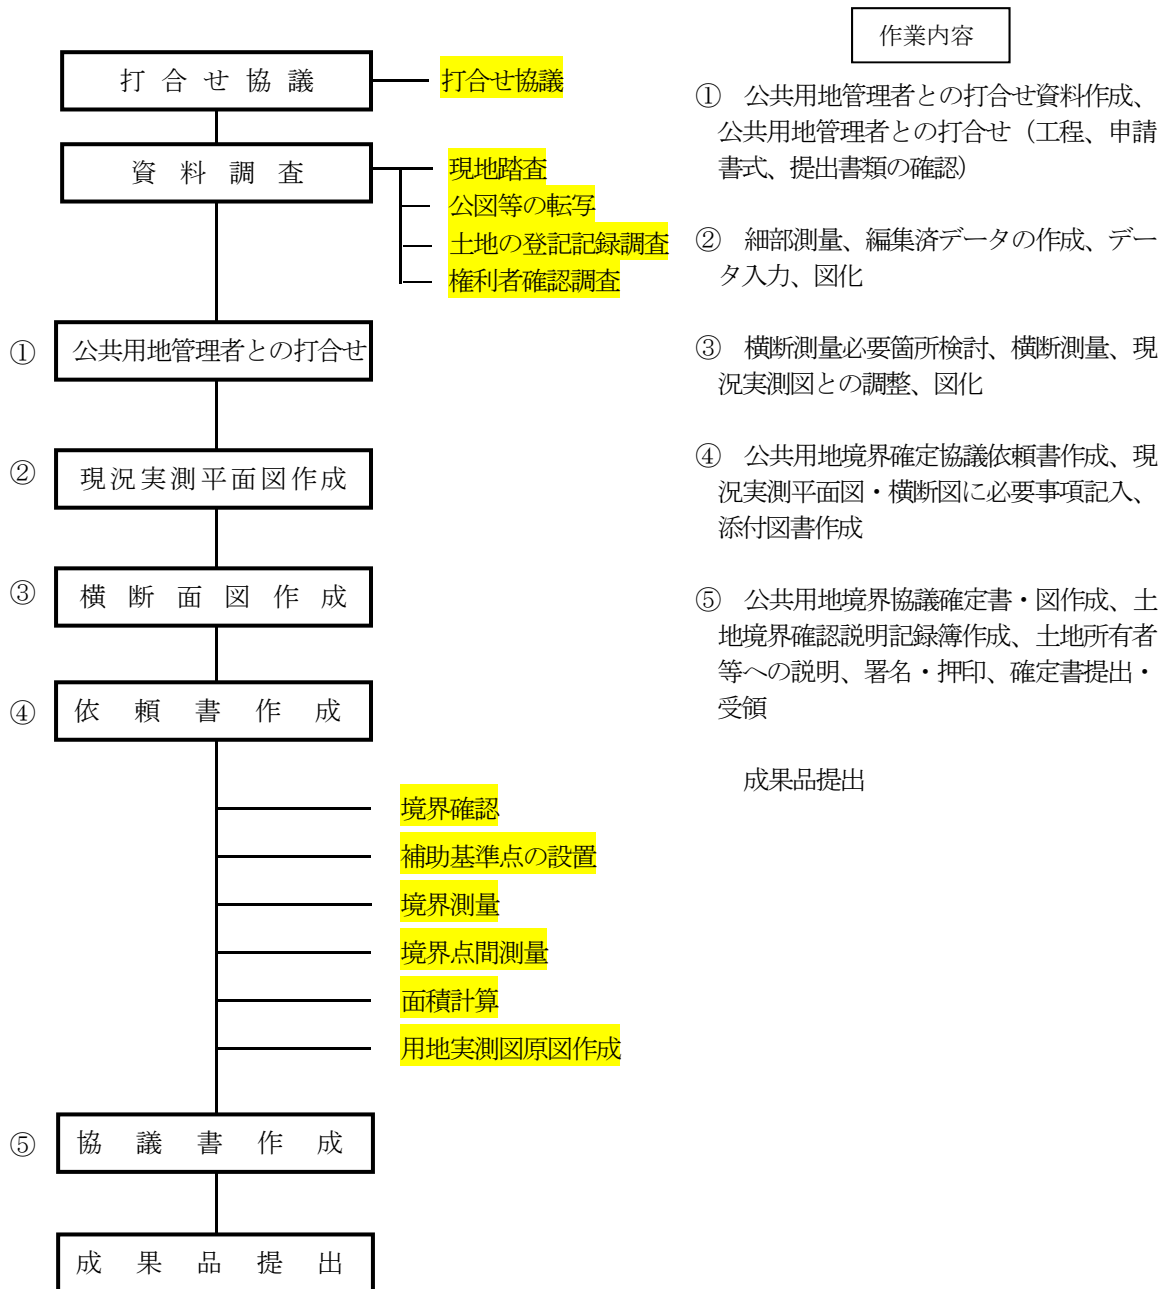 打合せ協議
打合せ協議
資料調査
現地踏査
公図等の転写
土地の登記記録調査
権利者確認調査
① 公共用地管理者との打合せ
② 現況実測平面図作成
③ 横断面図作成
④ 依頼書作成
境界確認
補助基準点の設置
境界測量
境界点間測量
面積計算
用地実測図原図作成
⑤ 協議書作成
成果品提出
作業内容
① 公共用地管理者との打合せ資料作成、
公共用地管理者との打合せ（工程、申請
書式、提出書類の確認）
② 細部測量、編集済データの作成、デー
タ入力、図化
③ 横断測量必要箇所検討、横断測量、現
況実測図との調整、図化
④ 公共用地境界確定協議依頼書作成、現
況実測平面図・横断図に必要事項記入、
添付図書作成
⑤ 公共用地境界協議確定書・図作成、土
地境界確認説明記録簿作成、土地所有者
等への説明、署名・押印、確定書提出・
受領
成果品提出